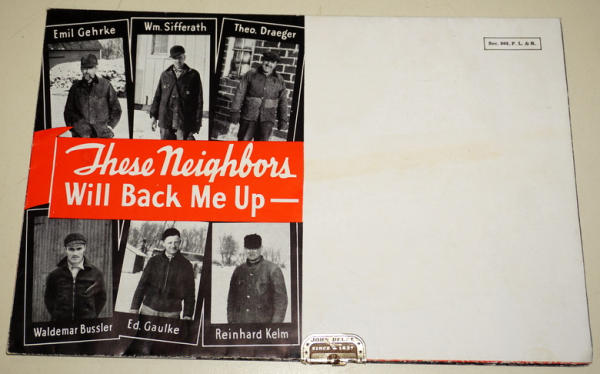 Emil Gehrke
Wm. Sifferath
Theo. Draeger
Sec. 562, P. L. & R.
These Neighbors
Will Back Me Up —
Waldemar Bussler
Ed. Gaulke
Reinhard Kelm
JOHN DEERE
SINCE 1837